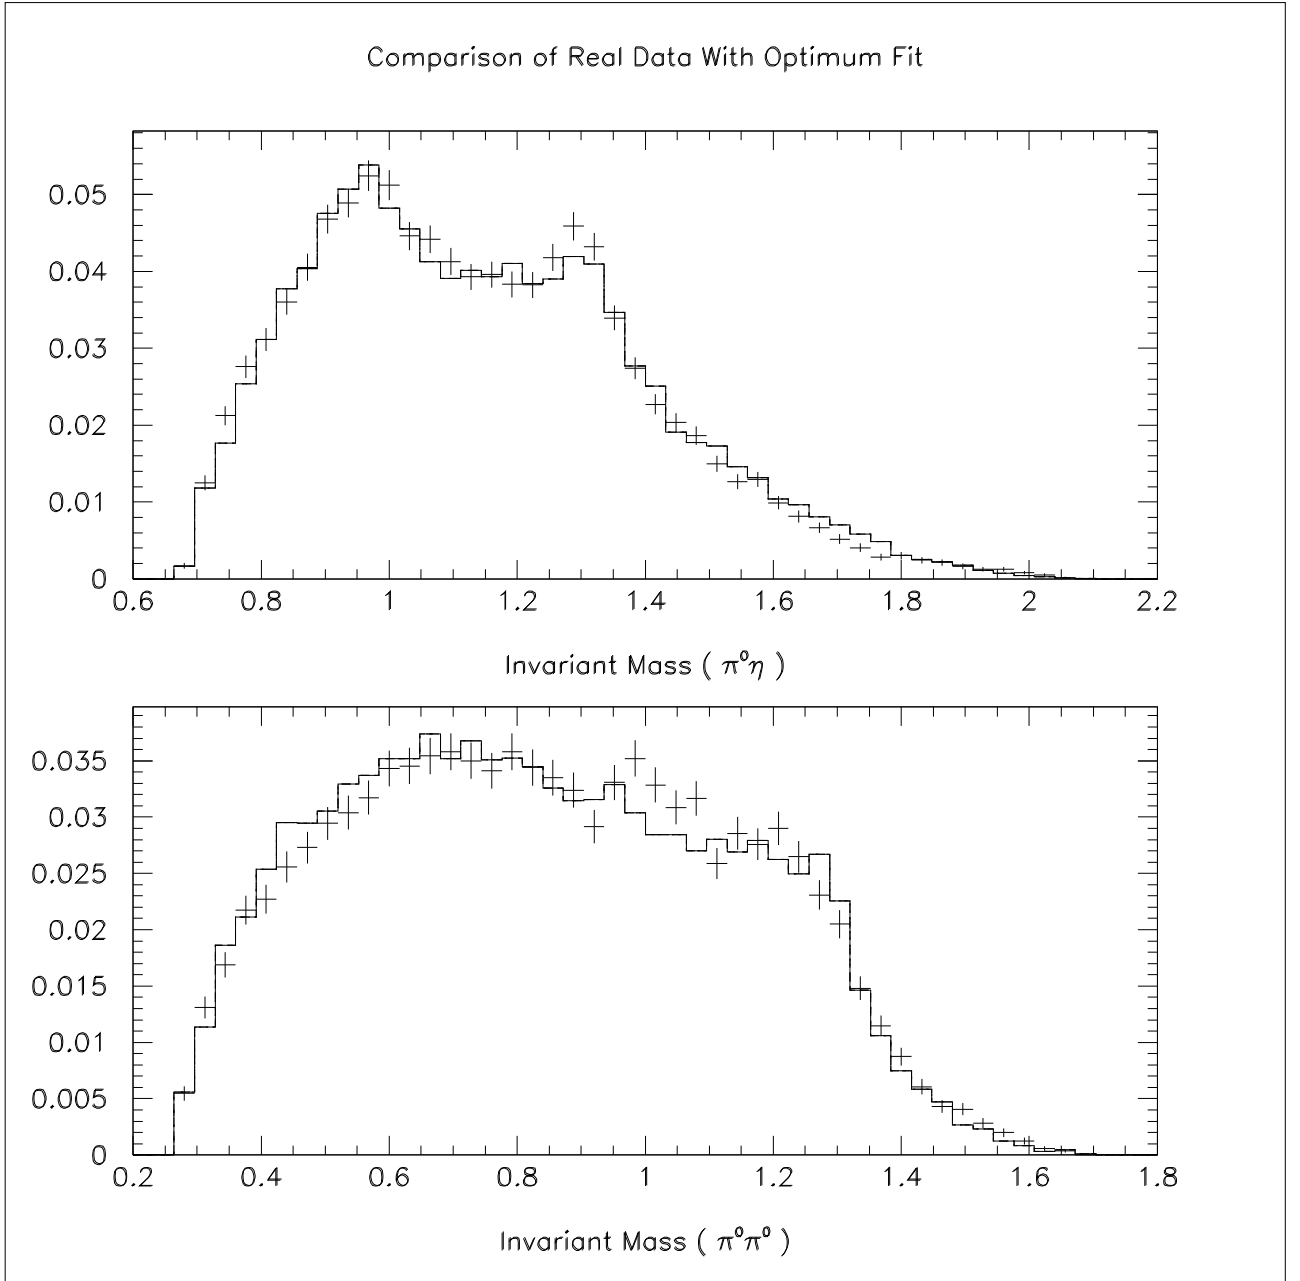 Comparison of Real Data With Optimum Fit
0.05
0.04
0.03
0.02
0.01
0
0.6 0.8 1 1.2 1.4 1.6 1.8 2 2.2
Invariant Mass ( π⁰η )
0.035
0.03
0.025
0.02
0.015
0.01
0.005
0
0.2 0.4 0.6 0.8 1 1.2 1.4 1.6 1.8
Invariant Mass ( π⁰π⁰ )